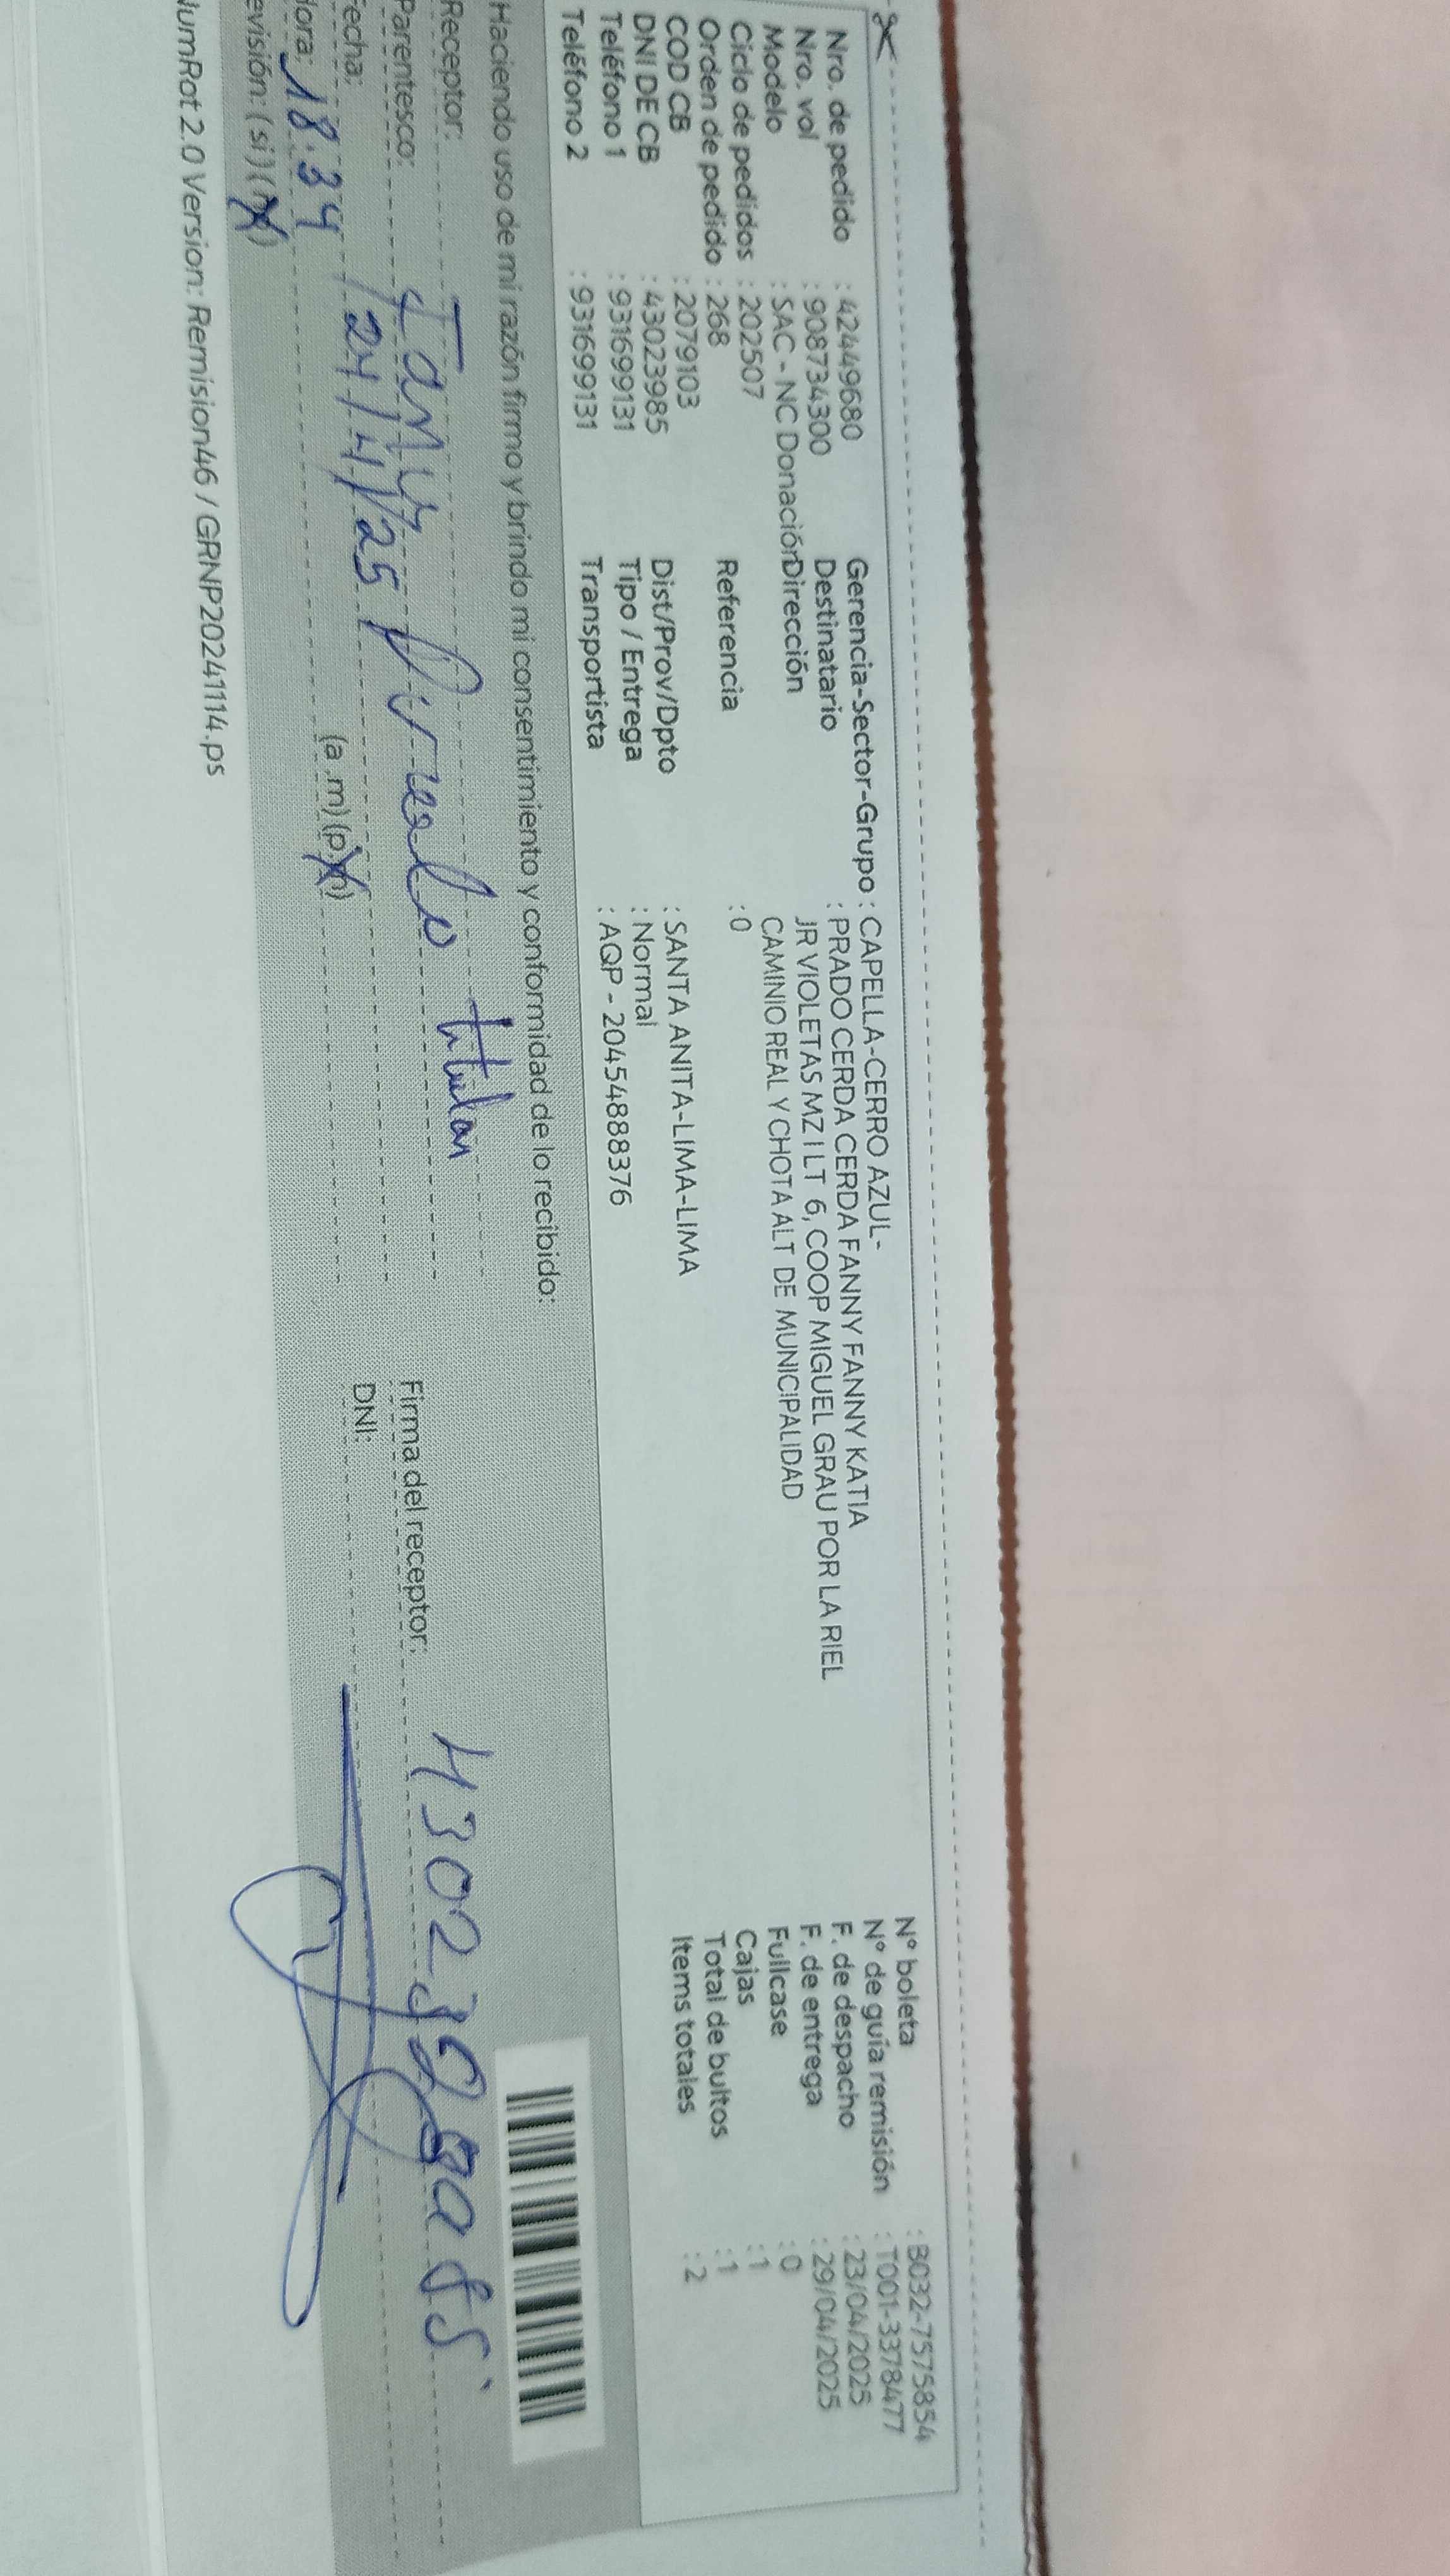 Nro. de pedido : 42449680
Nro. vol : 908734300
Modelo : SAC - NC Donación
Ciclo de pedidos : 202507
Orden de pedido : 268
COD CB : 2079103
DNI DE CB : 43023985
Teléfono 1 : 931699131
Teléfono 2 : 931699131
Gerencia-Sector-Grupo : CAPELLA-CERRO AZUL-
Destinatario : PRADO CERDA CERDA FANNY FANNY KATIA
Dirección JR VIOLETAS MZ I LT 6, COOP MIGUEL GRAU POR LA RIEL
CAMINIO REAL Y CHOTA ALT DE MUNICIPALIDAD
Referencia : 0
Dist/Prov/Dpto : SANTA ANITA-LIMA-LIMA
Tipo / Entrega : Normal
Transportista : AQP - 20454888376
N° boleta : B032-7575854
N° de guía remisión : T001-3378477
F. de despacho : 23/04/2025
F. de entrega : 29/04/2025
Fullcase : 0
Cajas : 1
Total de bultos : 1
Items totales : 2
Haciendo uso de mi razón firmo y brindo mi consentimiento y conformidad de lo recibido:
Receptor:
Parentesco: titular
Fecha: 24/4/25
Hora: 18:34 (a.m) (p.m)
evisión: (si) (no)
Firma del receptor:
DNI:
NumRot 2.0 Version: Remision46 / GRNP20241114.ps